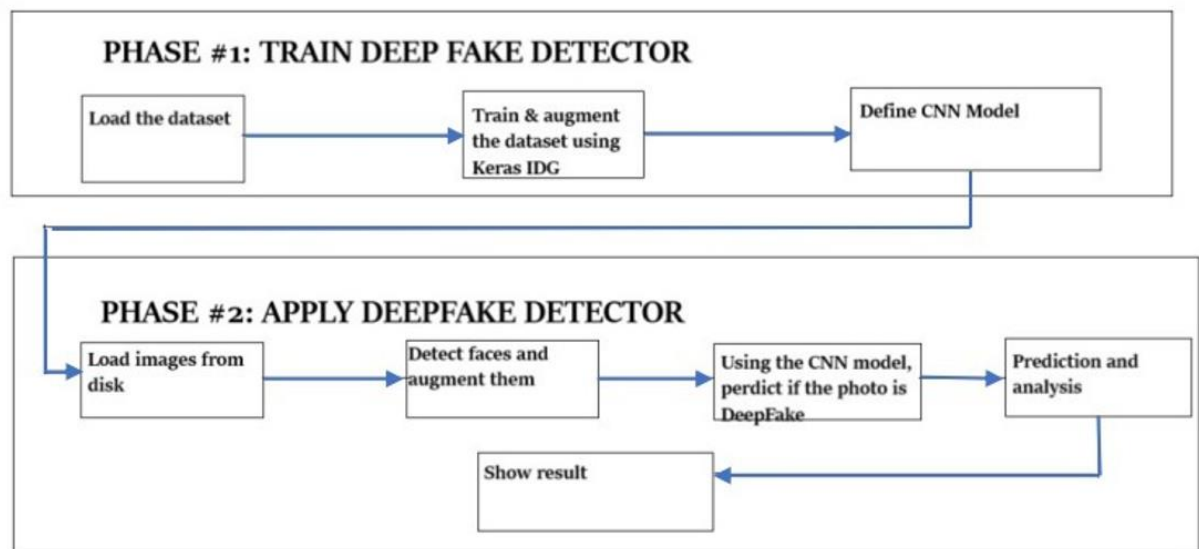 PHASE #1: TRAIN DEEP FAKE DETECTOR
Load the dataset
Train & augment
the dataset using
Keras IDG
Define CNN Model
PHASE #2: APPLY DEEPFAKE DETECTOR
Load images from
disk
Detect faces and
augment them
Using the CNN model,
perdict if the photo is
DeepFake
Prediction and
analysis
Show result